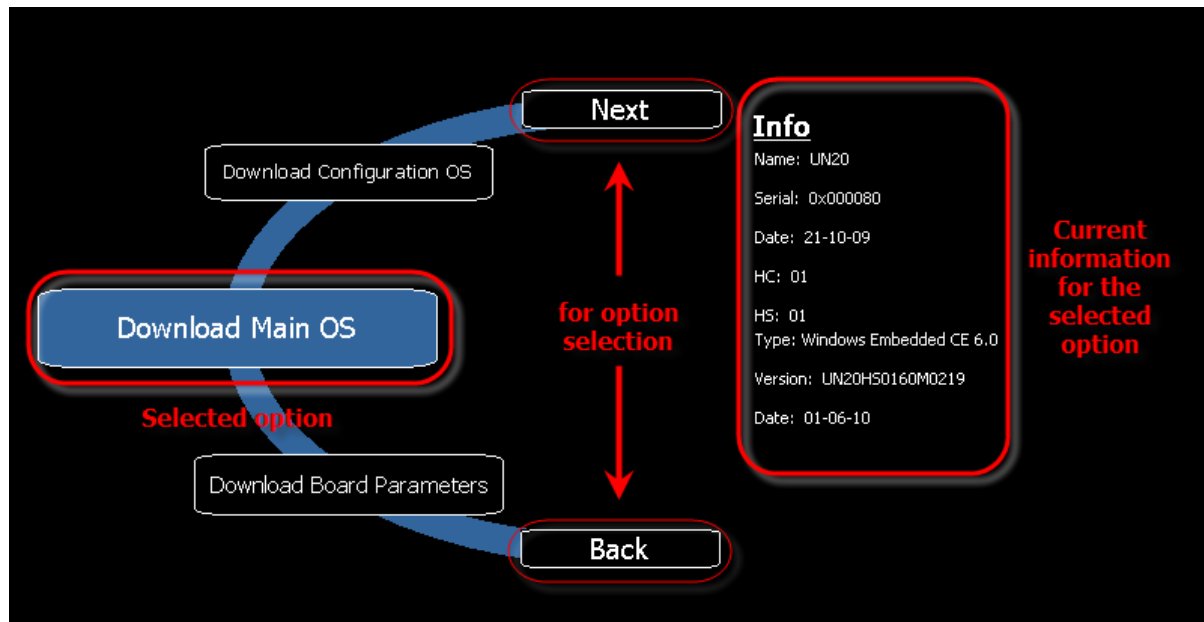 Next
Download Configuration OS
Download Main OS
Selected option
Download Board Parameters
Back
for option
selection
Info
Name: UN20
Serial: 0x000080
Date: 21-10-09
HC: 01
HS: 01
Type: Windows Embedded CE 6.0
Version: UN20HS0160M0219
Date: 01-06-10
Current
information
for the
selected
option